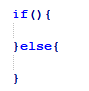 if(){
}else{
}